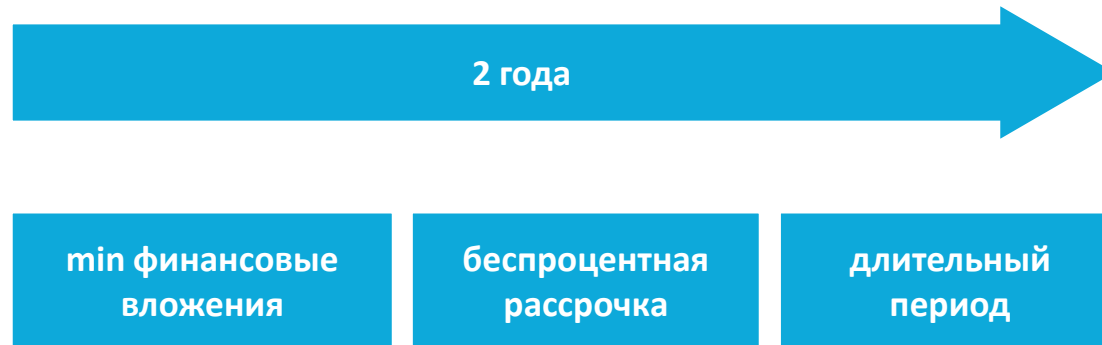 2 года
min финансовые
вложения
беспроцентная
рассрочка
длительный
период